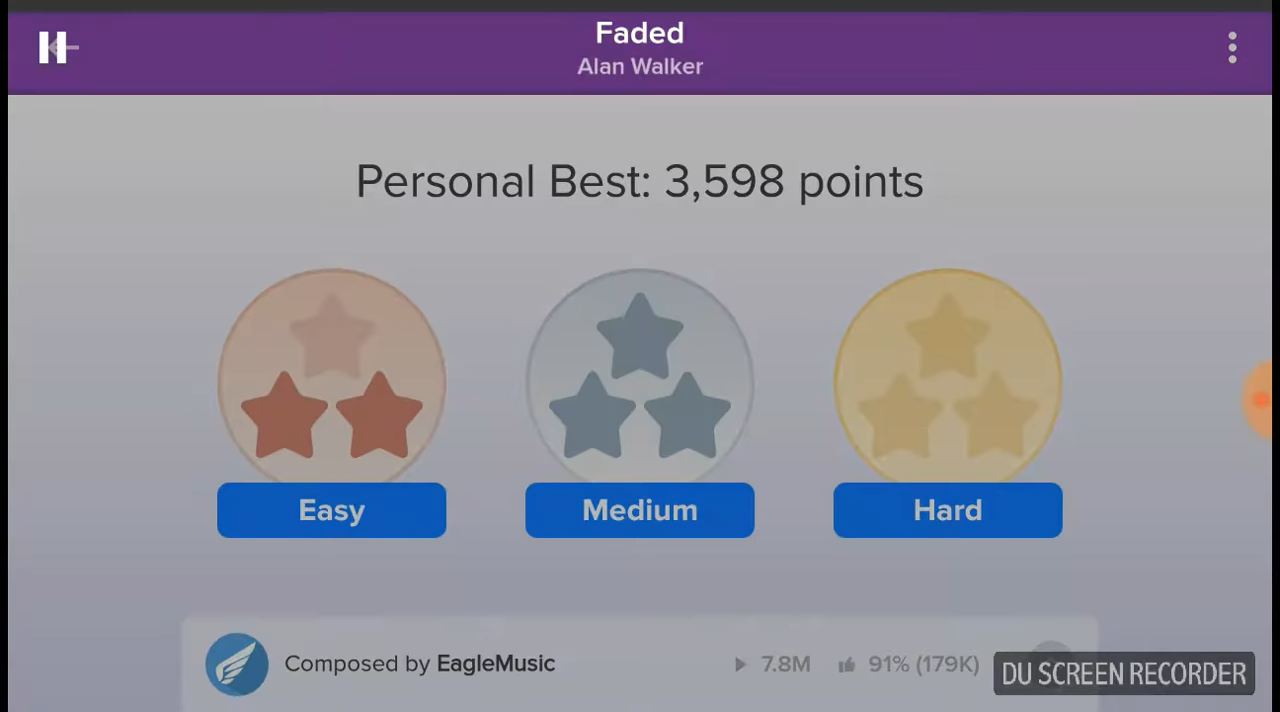 Faded
Alan Walker
Personal Best: 3,598 points
Easy
Medium
Hard
Composed by EagleMusic
7.8M
91% (179K)
DU SCREEN RECORDER